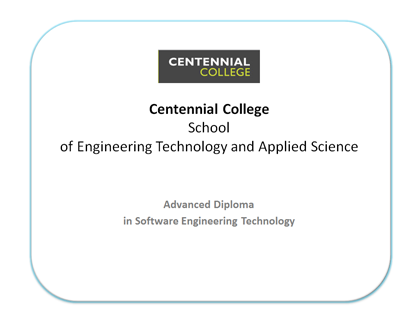 CENTENNIAL
COLLEGE
Centennial College
School
of Engineering Technology and Applied Science
Advanced Diploma
in Software Engineering Technology